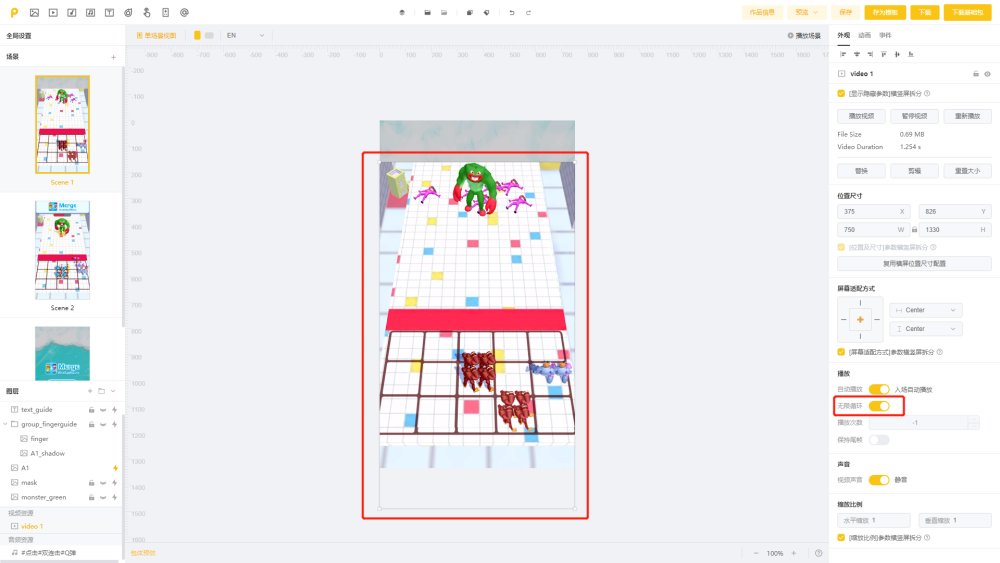 作品信息
预览
保存
存为模板
下载
下载基础包
全局设置
单场景视图
EN
播放场景
外观
动画
事件
场景
Scene 1
Merge
Scene 2
Merge
图层
text_guide
group_fingerguide
finger
A1_shadow
A1
mask
monster_green
视频资源
video 1
音频资源
#点击#双连击#Q弹
-900
-800
-700
-600
-500
-400
-300
-200
-100
0
100
200
300
400
500
600
700
800
900
1000
1100
1200
1300
1400
1500
1600
-200
-100
0
100
200
300
400
500
600
700
800
900
1000
1100
1200
1300
1400
1500
1600
100%
video 1
[显示隐藏参数]横竖屏拆分
播放视频
暂停视频
重新播放
File Size
0.69 MB
Video Duration
1.254 s
替换
剪辑
重置大小
位置尺寸
375 X
826 Y
750 W
1330 H
[位置及尺寸]参数横竖屏拆分
复用横屏位置尺寸配置
屏幕适配方式
Center
Center
[屏幕适配方式]参数横竖屏拆分
播放
自动播放
入场自动播放
无限循环
播放次数
-1
保持尾帧
声音
视频声音
静音
缩放比例
水平缩放 1
垂直缩放 1
[缩放比例]参数横竖屏拆分